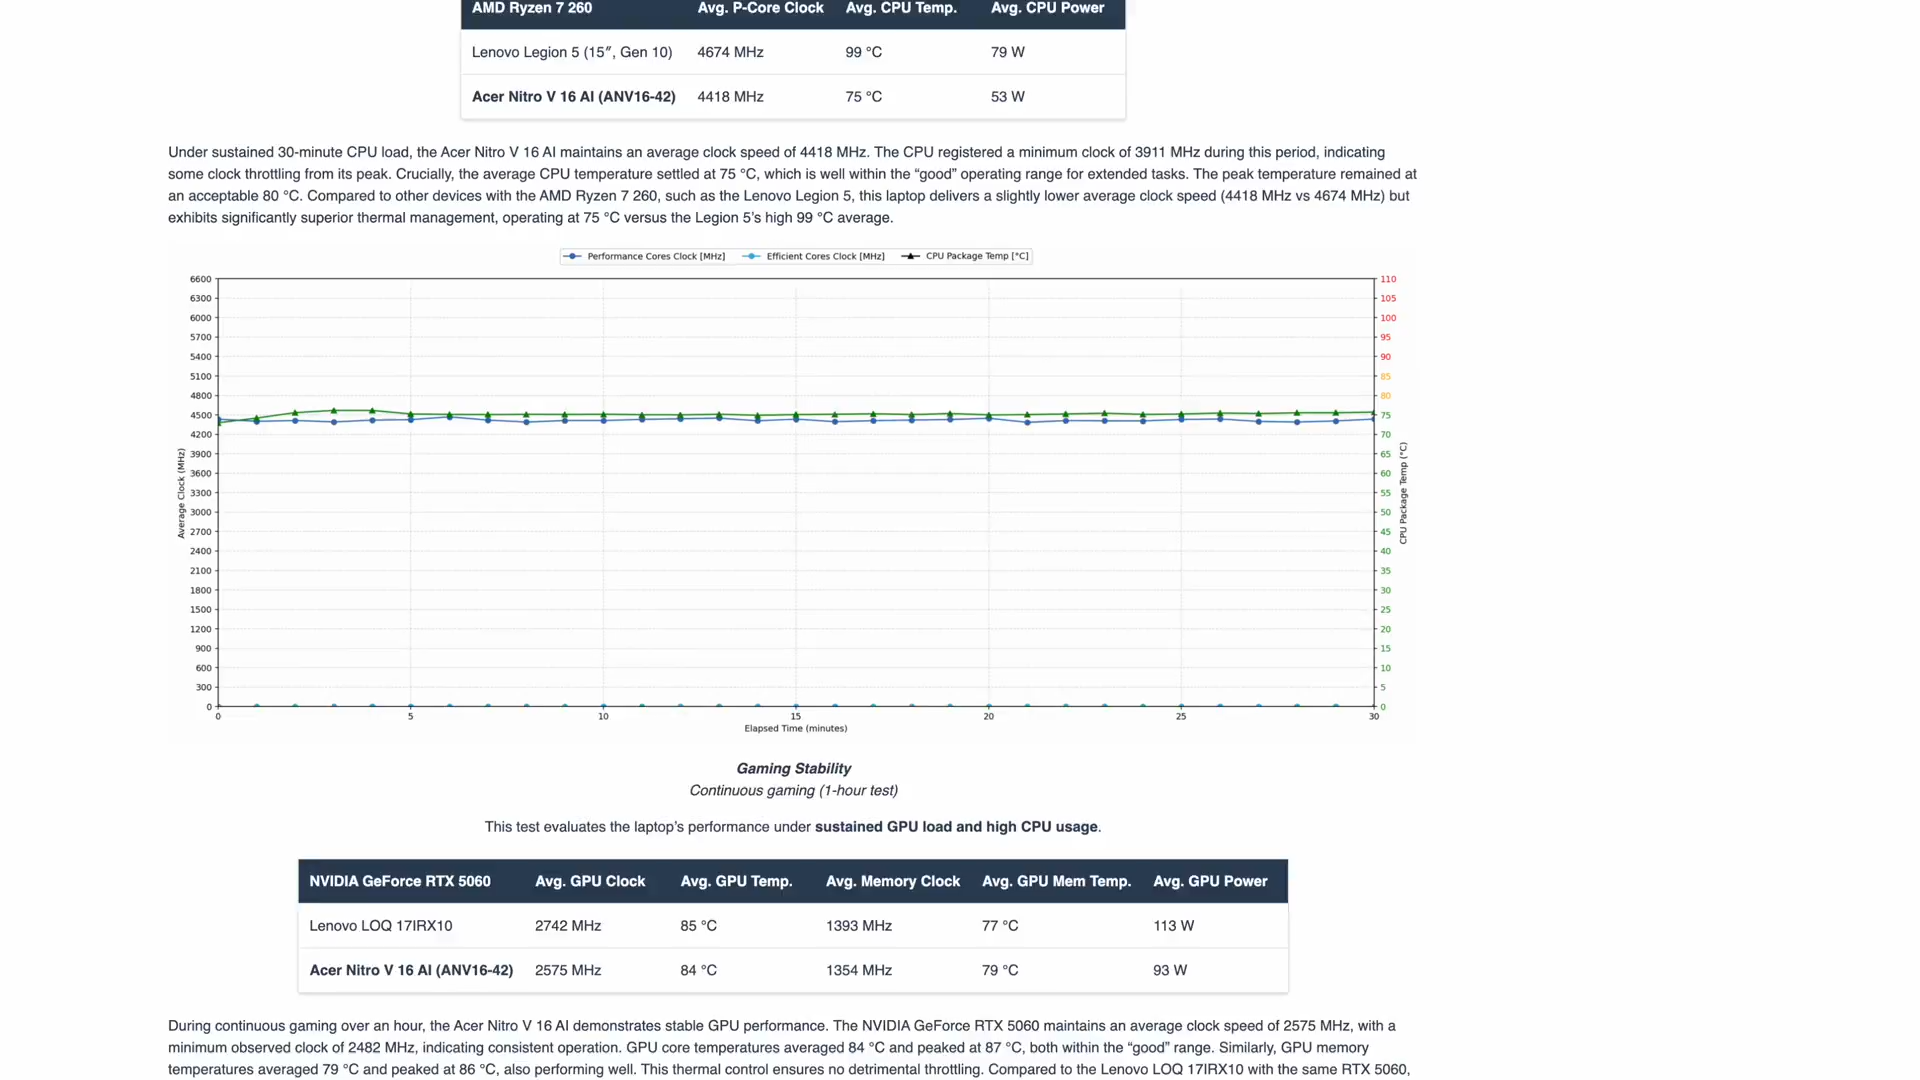 AMD Ryzen 7 260 Avg. P-Core Clock Avg. CPU Temp. Avg. CPU Power
Lenovo Legion 5 (15″, Gen 10) 4674 MHz 99 °C 79 W
Acer Nitro V 16 AI (ANV16-42) 4418 MHz 75 °C 53 W
Under sustained 30-minute CPU load, the Acer Nitro V 16 AI maintains an average clock speed of 4418 MHz. The CPU registered a minimum clock of 3911 MHz during this period, indicating
some clock throttling from its peak. Crucially, the average CPU temperature settled at 75 °C, which is well within the “good” operating range for extended tasks. The peak temperature remained at
an acceptable 80 °C. Compared to other devices with the AMD Ryzen 7 260, such as the Lenovo Legion 5, this laptop delivers a slightly lower average clock speed (4418 MHz vs 4674 MHz) but
exhibits significantly superior thermal management, operating at 75 °C versus the Legion 5’s high 99 °C average.
Performance Cores Clock [MHz] Efficient Cores Clock [MHz] CPU Package Temp [°C]
6600 110
6300 105
6000 100
5700 95
5400 90
5100 85
4800 80
4500 75
4200 70
3900 65
3600 60
3300 55
3000 50
2700 45
2400 40
2100 35
1800 30
1500 25
1200 20
900 15
600 10
300 5
0 0
Average Clock (MHz)
CPU Package Temp (°C)
0 5 10 15 20 25 30
Elapsed Time (minutes)
Gaming Stability
Continuous gaming (1-hour test)
This test evaluates the laptop’s performance under sustained GPU load and high CPU usage.
NVIDIA GeForce RTX 5060 Avg. GPU Clock Avg. GPU Temp. Avg. Memory Clock Avg. GPU Mem Temp. Avg. GPU Power
Lenovo LOQ 17IRX10 2742 MHz 85 °C 1393 MHz 77 °C 113 W
Acer Nitro V 16 AI (ANV16-42) 2575 MHz 84 °C 1354 MHz 79 °C 93 W
During continuous gaming over an hour, the Acer Nitro V 16 AI demonstrates stable GPU performance. The NVIDIA GeForce RTX 5060 maintains an average clock speed of 2575 MHz, with a
minimum observed clock of 2482 MHz, indicating consistent operation. GPU core temperatures averaged 84 °C and peaked at 87 °C, both within the “good” range. Similarly, GPU memory
temperatures averaged 79 °C and peaked at 86 °C, also performing well. This thermal control ensures no detrimental throttling. Compared to the Lenovo LOQ 17IRX10 with the same RTX 5060,